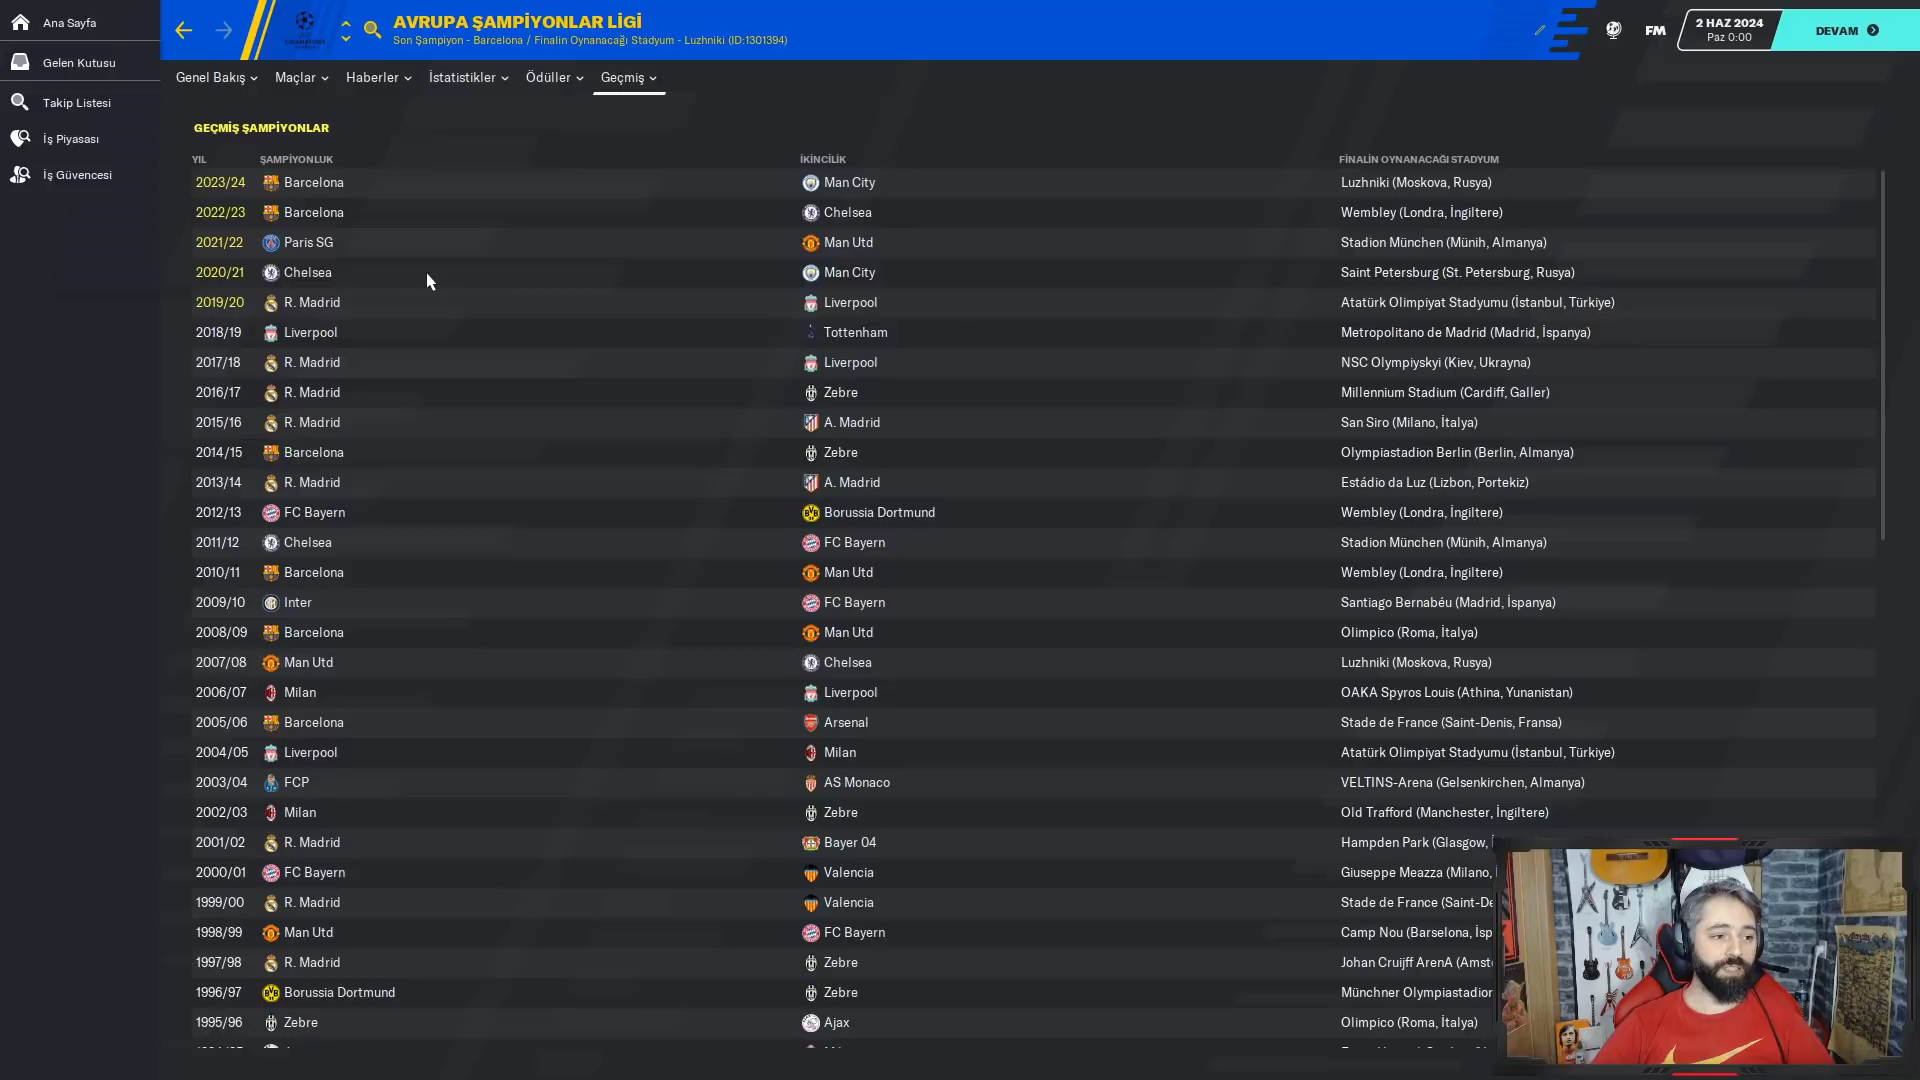 Ana Sayfa
Gelen Kutusu
Takip Listesi
İş Piyasası
İş Güvencesi
AVRUPA ŞAMPİYONLAR LİGİ
Son Şampiyon - Barcelona / Finalin Oynanacağı Stadyum - Luzhniki (ID:1301394)
FM
2 HAZ 2024
Paz 0:00
DEVAM
Genel Bakış Maçlar Haberler İstatistikler Ödüller Geçmiş
GEÇMİŞ ŞAMPİYONLAR
YIL ŞAMPİYONLUK İKİNCİLİK FİNALİN OYNANACAĞI STADYUM
2023/24 Barcelona Man City Luzhniki (Moskova, Rusya)
2022/23 Barcelona Chelsea Wembley (Londra, İngiltere)
2021/22 Paris SG Man Utd Stadion München (Münih, Almanya)
2020/21 Chelsea Man City Saint Petersburg (St. Petersburg, Rusya)
2019/20 R. Madrid Liverpool Atatürk Olimpiyat Stadyumu (İstanbul, Türkiye)
2018/19 Liverpool Tottenham Metropolitano de Madrid (Madrid, İspanya)
2017/18 R. Madrid Liverpool NSC Olympiyskyi (Kiev, Ukrayna)
2016/17 R. Madrid Zebre Millennium Stadium (Cardiff, Galler)
2015/16 R. Madrid A. Madrid San Siro (Milano, İtalya)
2014/15 Barcelona Zebre Olympiastadion Berlin (Berlin, Almanya)
2013/14 R. Madrid A. Madrid Estádio da Luz (Lizbon, Portekiz)
2012/13 FC Bayern Borussia Dortmund Wembley (Londra, İngiltere)
2011/12 Chelsea FC Bayern Stadion München (Münih, Almanya)
2010/11 Barcelona Man Utd Wembley (Londra, İngiltere)
2009/10 Inter FC Bayern Santiago Bernabéu (Madrid, İspanya)
2008/09 Barcelona Man Utd Olimpico (Roma, İtalya)
2007/08 Man Utd Chelsea Luzhniki (Moskova, Rusya)
2006/07 Milan Liverpool OAKA Spyros Louis (Athina, Yunanistan)
2005/06 Barcelona Arsenal Stade de France (Saint-Denis, Fransa)
2004/05 Liverpool Milan Atatürk Olimpiyat Stadyumu (İstanbul, Türkiye)
2003/04 FCP AS Monaco VELTINS-Arena (Gelsenkirchen, Almanya)
2002/03 Milan Zebre Old Trafford (Manchester, İngiltere)
2001/02 R. Madrid Bayer 04 Hampden Park (Glasgow,
2000/01 FC Bayern Valencia Giuseppe Meazza (Milano,
1999/00 R. Madrid Valencia Stade de France (Saint-De
1998/99 Man Utd FC Bayern Camp Nou (Barselona, İsp
1997/98 R. Madrid Zebre Johan Cruijff ArenA (Amst
1996/97 Borussia Dortmund Zebre Münchner Olympiastadion
1995/96 Zebre Ajax Olimpico (Roma, İtalya)